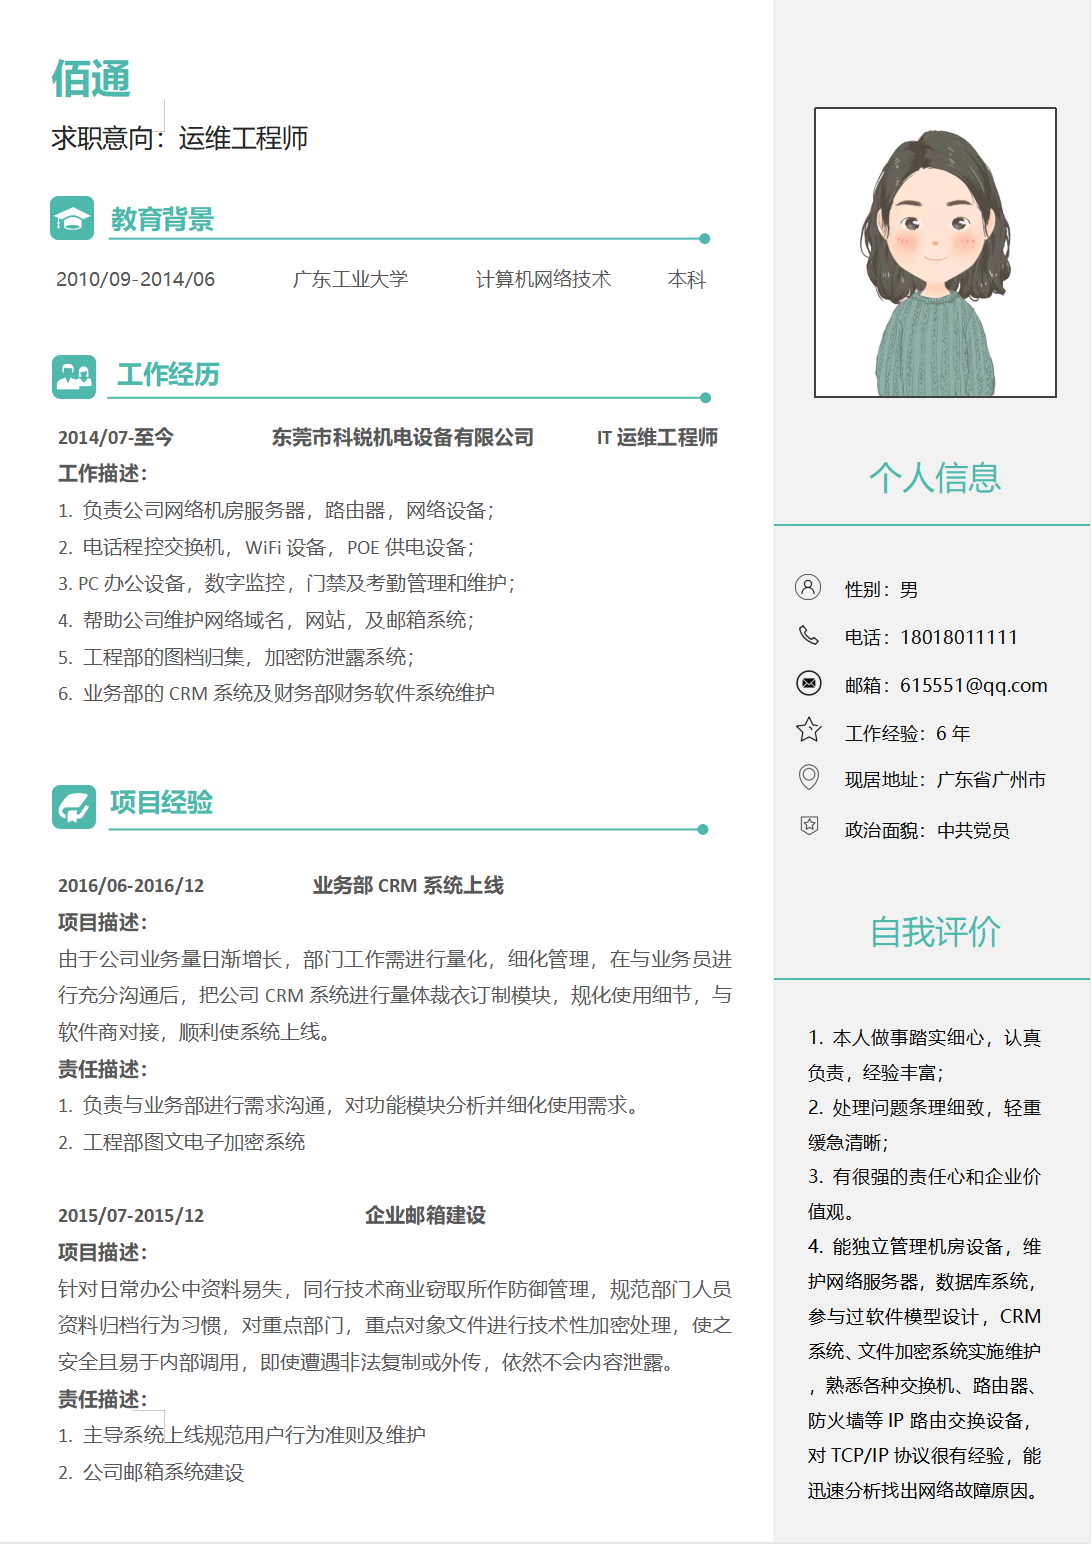 佰通
求职意向：运维工程师
教育背景
2010/09-2014/06 广东工业大学 计算机网络技术 本科
工作经历
2014/07-至今 东莞市科锐机电设备有限公司 IT 运维工程师
工作描述：
1. 负责公司网络机房服务器，路由器，网络设备；
2. 电话程控交换机，WiFi 设备，POE 供电设备；
3. PC 办公设备，数字监控，门禁及考勤管理和维护；
4. 帮助公司维护网络域名，网站，及邮箱系统；
5. 工程部的图档归集，加密防泄露系统；
6. 业务部的 CRM 系统及财务部财务软件系统维护
项目经验
2016/06-2016/12 业务部 CRM 系统上线
项目描述：
由于公司业务量日渐增长，部门工作需进行量化，细化管理，在与业务员进
行充分沟通后，把公司 CRM 系统进行量体裁衣订制模块，规化使用细节，与
软件商对接，顺利使系统上线。
责任描述：
1. 负责与业务部进行需求沟通，对功能模块分析并细化使用需求。
2. 工程部图文电子加密系统
2015/07-2015/12 企业邮箱建设
项目描述：
针对日常办公中资料易失，同行技术商业窃取所作防御管理，规范部门人员
资料归档行为习惯，对重点部门，重点对象文件进行技术性加密处理，使之
安全且易于内部调用，即使遭遇非法复制或外传，依然不会内容泄露。
责任描述：
1. 主导系统上线规范用户行为准则及维护
2. 公司邮箱系统建设
个人信息
性别：男
电话：18018011111
邮箱：615551@qq.com
工作经验：6 年
现居地址：广东省广州市
政治面貌：中共党员
自我评价
1. 本人做事踏实细心，认真
负责，经验丰富；
2. 处理问题条理细致，轻重
缓急清晰；
3. 有很强的责任心和企业价
值观。
4. 能独立管理机房设备，维
护网络服务器，数据库系统，
参与过软件模型设计，CRM
系统、文件加密系统实施维护
，熟悉各种交换机、路由器、
防火墙等 IP 路由交换设备，
对 TCP/IP 协议很有经验，能
迅速分析找出网络故障原因。